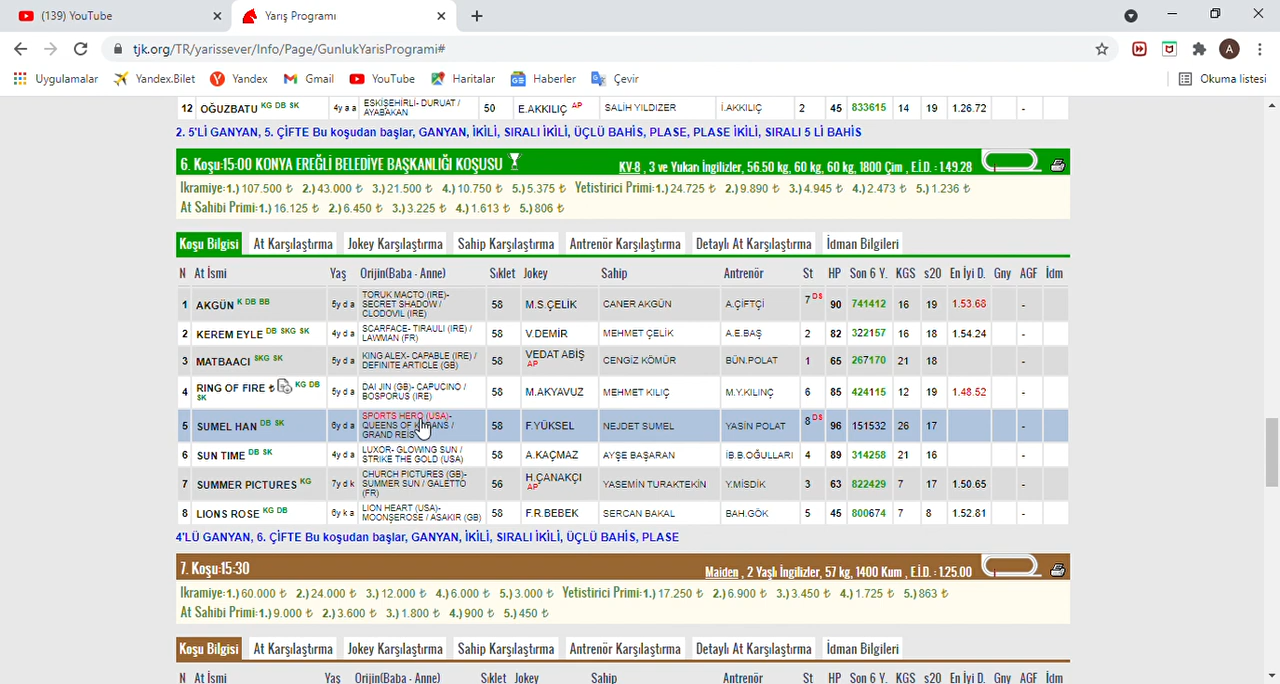 (139) YouTube
Yarış Programı
tjk.org/TR/yarissever/Info/Page/GunlukYarisProgrami#
A
Uygulamalar Yandex.Bilet Yandex Gmail YouTube Haritalar Haberler Çevir Okuma listesi
12 OĞUZBATU KG DB SK 4y a a ESKİŞEHİRLİ- DURUAT / AYABAKAN 50 E.AKKILIÇ AP SALİH YILDIZER İ.AKKILIÇ 2 45 833615 14 19 1.26.72 -
2. 5'Lİ GANYAN, 5. ÇİFTE Bu koşudan başlar, GANYAN, İKİLİ, SIRALI İKİLİ, ÜÇLÜ BAHİS, PLASE, PLASE İKİLİ, SIRALI 5 Lİ BAHİS
6. Koşu:15:00 KONYA EREĞLİ BELEDİYE BAŞKANLIĞI KOŞUSU KV-8 , 3 ve Yukarı İngilizler, 56.50 kg, 60 kg, 60 kg, 1800 Çim , E.İ.D. : 1.49.28
Ikramiye:1.) 107.500 ₺ 2.) 43.000 ₺ 3.) 21.500 ₺ 4.) 10.750 ₺ 5.) 5.375 ₺ Yetistirici Primi:1.) 24.725 ₺ 2.) 9.890 ₺ 3.) 4.945 ₺ 4.) 2.473 ₺ 5.) 1.236 ₺
At Sahibi Primi:1.) 16.125 ₺ 2.) 6.450 ₺ 3.) 3.225 ₺ 4.) 1.613 ₺ 5.) 806 ₺
Koşu Bilgisi At Karşılaştırma Jokey Karşılaştırma Sahip Karşılaştırma Antrenör Karşılaştırma Detaylı At Karşılaştırma İdman Bilgileri
N At İsmi Yaş Orijin(Baba - Anne) Sıklet Jokey Sahip Antrenör St HP Son 6 Y. KGS s20 En İyi D. Gny AGF İdm
1 AKGÜN K DB BB 5y d a TORUK MACTO (IRE)- SECRET SHADOW / CLODOVIL (IRE) 58 M.S.ÇELİK CANER AKGÜN A.ÇİFTÇİ 7 DS 90 741412 16 19 1.53.68 -
2 KEREM EYLE DB SKG SK 4y d a SCARFACE- TIRAULI (IRE) / LAWMAN (FR) 58 V.DEMİR MEHMET ÇELİK A.E.BAŞ 2 82 322157 16 18 1.54.24 -
3 MATBAACI SKG SK 5y d a KING ALEX- CAPABLE (IRE) / DEFINITE ARTICLE (GB) 58 VEDAT ABİŞ AP CENGİZ KÖMÜR BÜN.POLAT 1 65 267170 21 18 -
4 RING OF FIRE ₺ KG DB SK 5y d a DAI JIN (GB)- CAPUCINO / BOSPORUS (IRE) 58 M.AKYAVUZ MEHMET KILIÇ M.Y.KILINÇ 6 85 424115 12 19 1.48.52 -
5 SUMEL HAN DB SK 6y d a SPORTS HERO (USA)- QUEENS OF / GRAND REİS 58 F.YÜKSEL NEJDET SUMEL YASİN POLAT 8 DS 96 151532 26 17 -
6 SUN TIME DB SK 4y d a LUXOR- GLOWING SUN / STRIKE THE GOLD (USA) 58 A.KAÇMAZ AYŞE BAŞARAN İB.B.OĞULLARI 4 89 314258 21 16 -
7 SUMMER PICTURES KG 7y d k CHURCH PICTURES (GB)- SUMMER SUN / GALETTO (FR) 56 H.ÇANAKÇI AP YASEMİN TURAKTEKİN Y.MİSDİK 3 63 822429 7 17 1.50.65 -
8 LIONS ROSE KG DB 6y k a LION HEART (USA)- MOONŞEROSE / ASAKIR (GB) 58 F.R.BEBEK SERCAN BAKAL BAH.GÖK 5 45 800674 7 8 1.52.81 -
4'LÜ GANYAN, 6. ÇİFTE Bu koşudan başlar, GANYAN, İKİLİ, SIRALI İKİLİ, ÜÇLÜ BAHİS, PLASE
7. Koşu:15:30 Maiden , 2 Yaşlı İngilizler, 57 kg, 1400 Kum , E.İ.D. : 1.25.00
Ikramiye:1.) 60.000 ₺ 2.) 24.000 ₺ 3.) 12.000 ₺ 4.) 6.000 ₺ 5.) 3.000 ₺ Yetistirici Primi:1.) 17.250 ₺ 2.) 6.900 ₺ 3.) 3.450 ₺ 4.) 1.725 ₺ 5.) 863 ₺
At Sahibi Primi:1.) 9.000 ₺ 2.) 3.600 ₺ 3.) 1.800 ₺ 4.) 900 ₺ 5.) 450 ₺
Koşu Bilgisi At Karşılaştırma Jokey Karşılaştırma Sahip Karşılaştırma Antrenör Karşılaştırma Detaylı At Karşılaştırma İdman Bilgileri
N At İsmi Yaş Orijin(Baba - Anne) Sıklet Jokey Sahip Antrenör St HP Son 6 Y. KGS s20 En İyi D. Gny AGF İdm